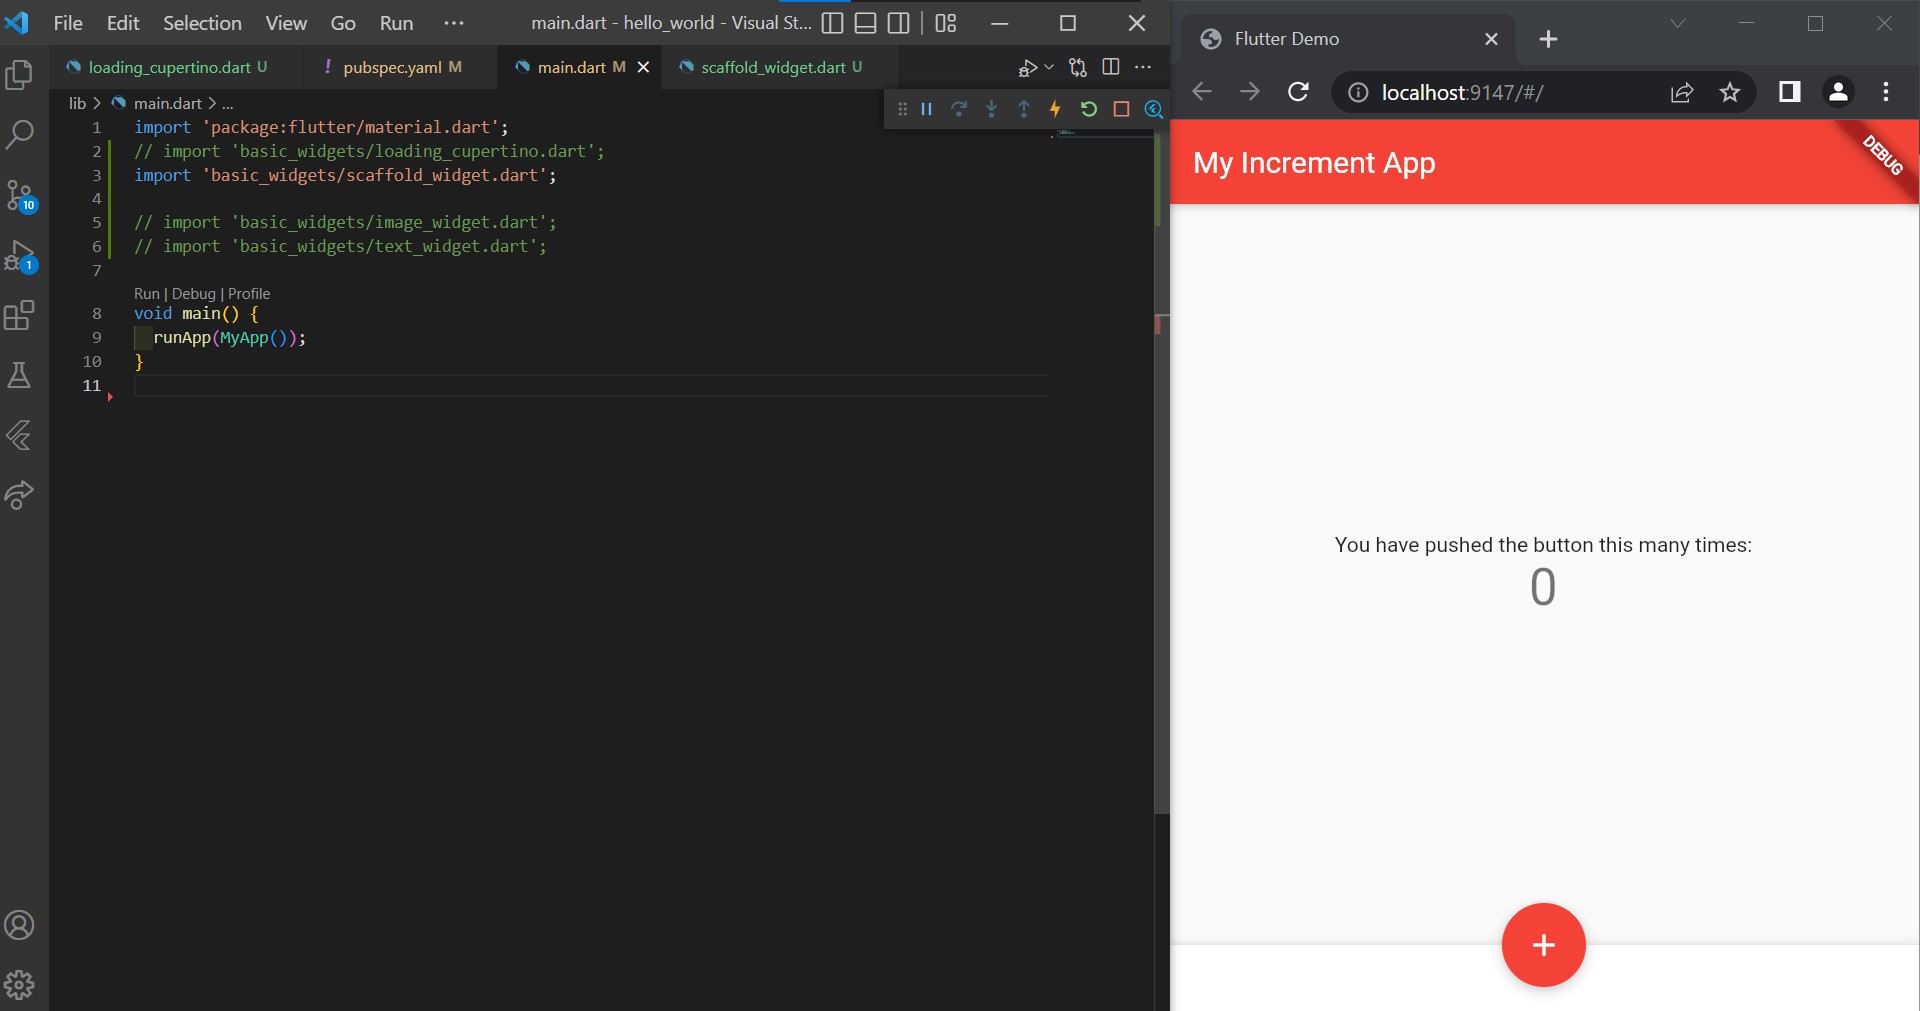 File Edit Selection View Go Run ··· main.dart - hello_world - Visual St...
loading_cupertino.dart U ! pubspec.yaml M main.dart M scaffold_widget.dart U
lib > main.dart > ...
1 import 'package:flutter/material.dart';
2 // import 'basic_widgets/loading_cupertino.dart';
3 import 'basic_widgets/scaffold_widget.dart';
4
5 // import 'basic_widgets/image_widget.dart';
6 // import 'basic_widgets/text_widget.dart';
7
Run | Debug | Profile
8 void main() {
9 runApp(MyApp());
10 }
11
10
1
Flutter Demo
localhost:9147/#/
My Increment App
DEBUG
You have pushed the button this many times:
0
+